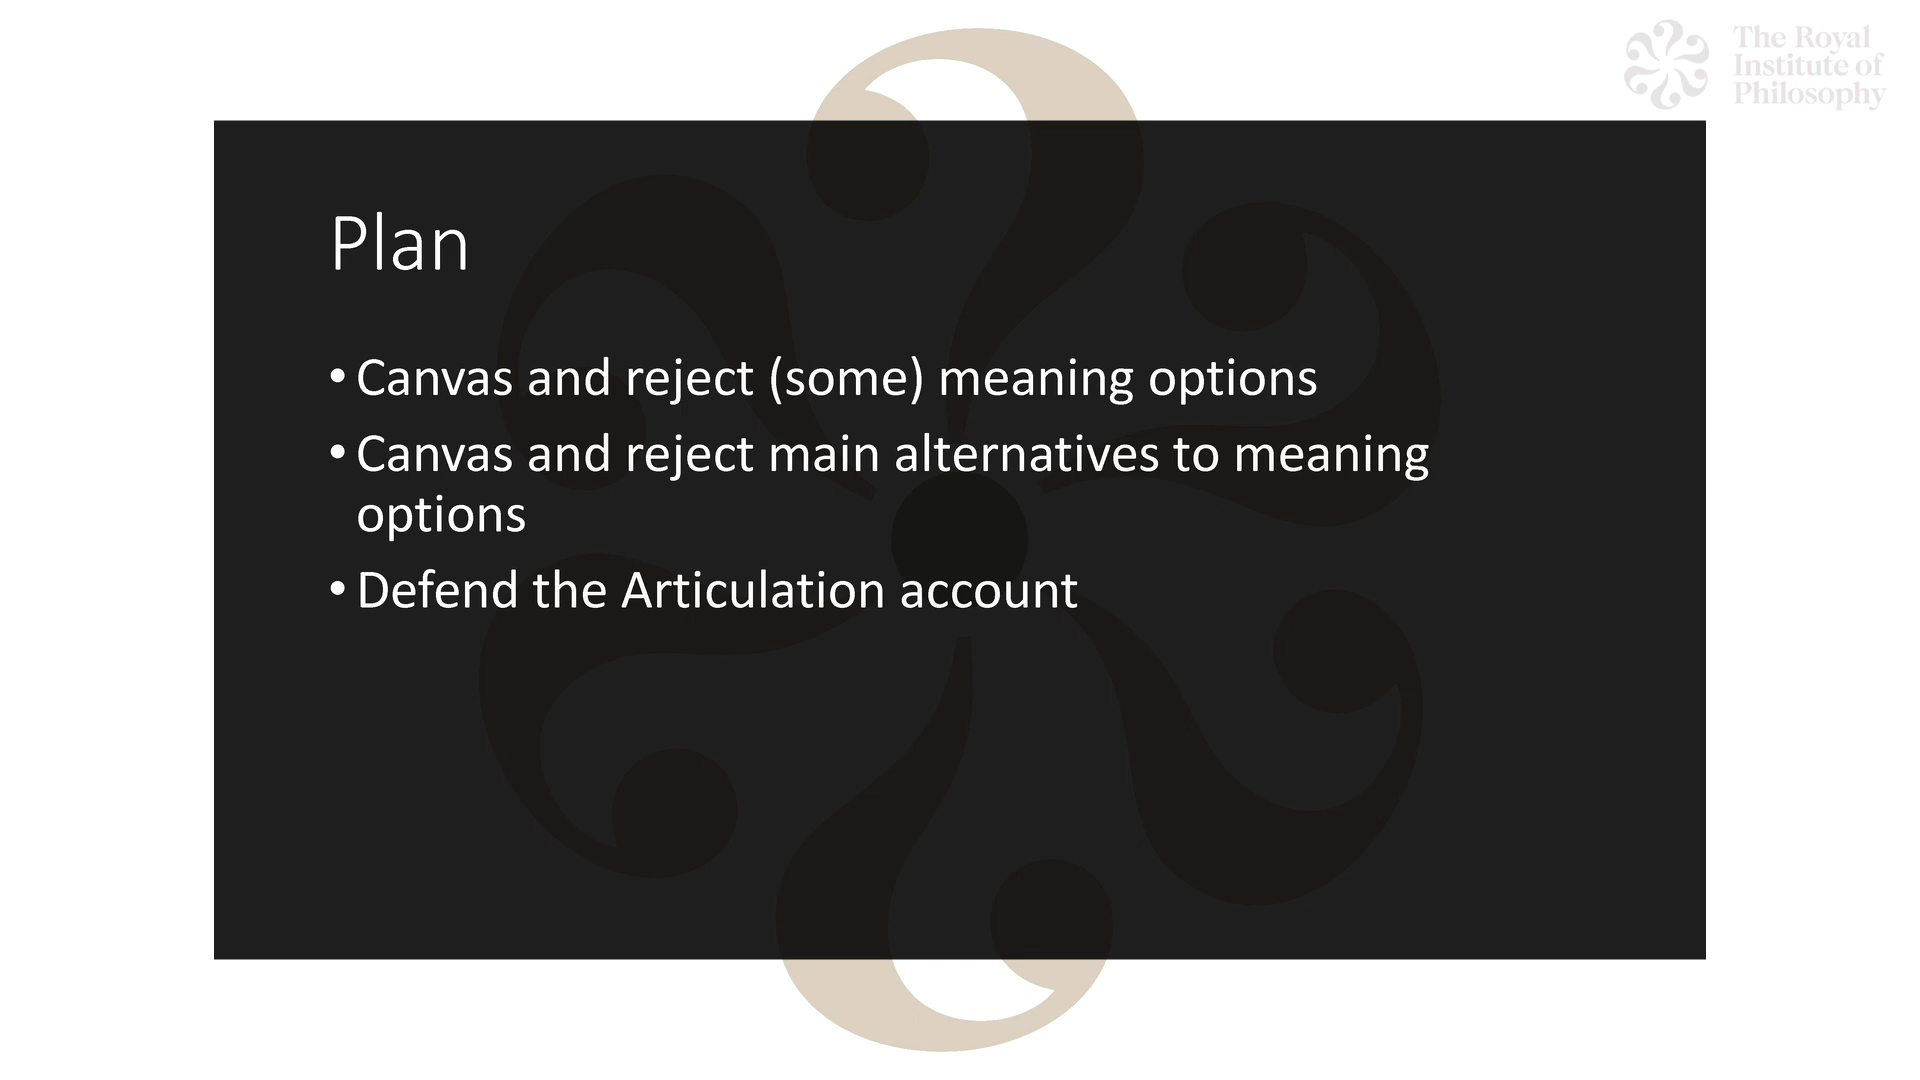 The Royal
Institute of
Philosophy
Plan
• Canvas and reject (some) meaning options
• Canvas and reject main alternatives to meaning
options
• Defend the Articulation account